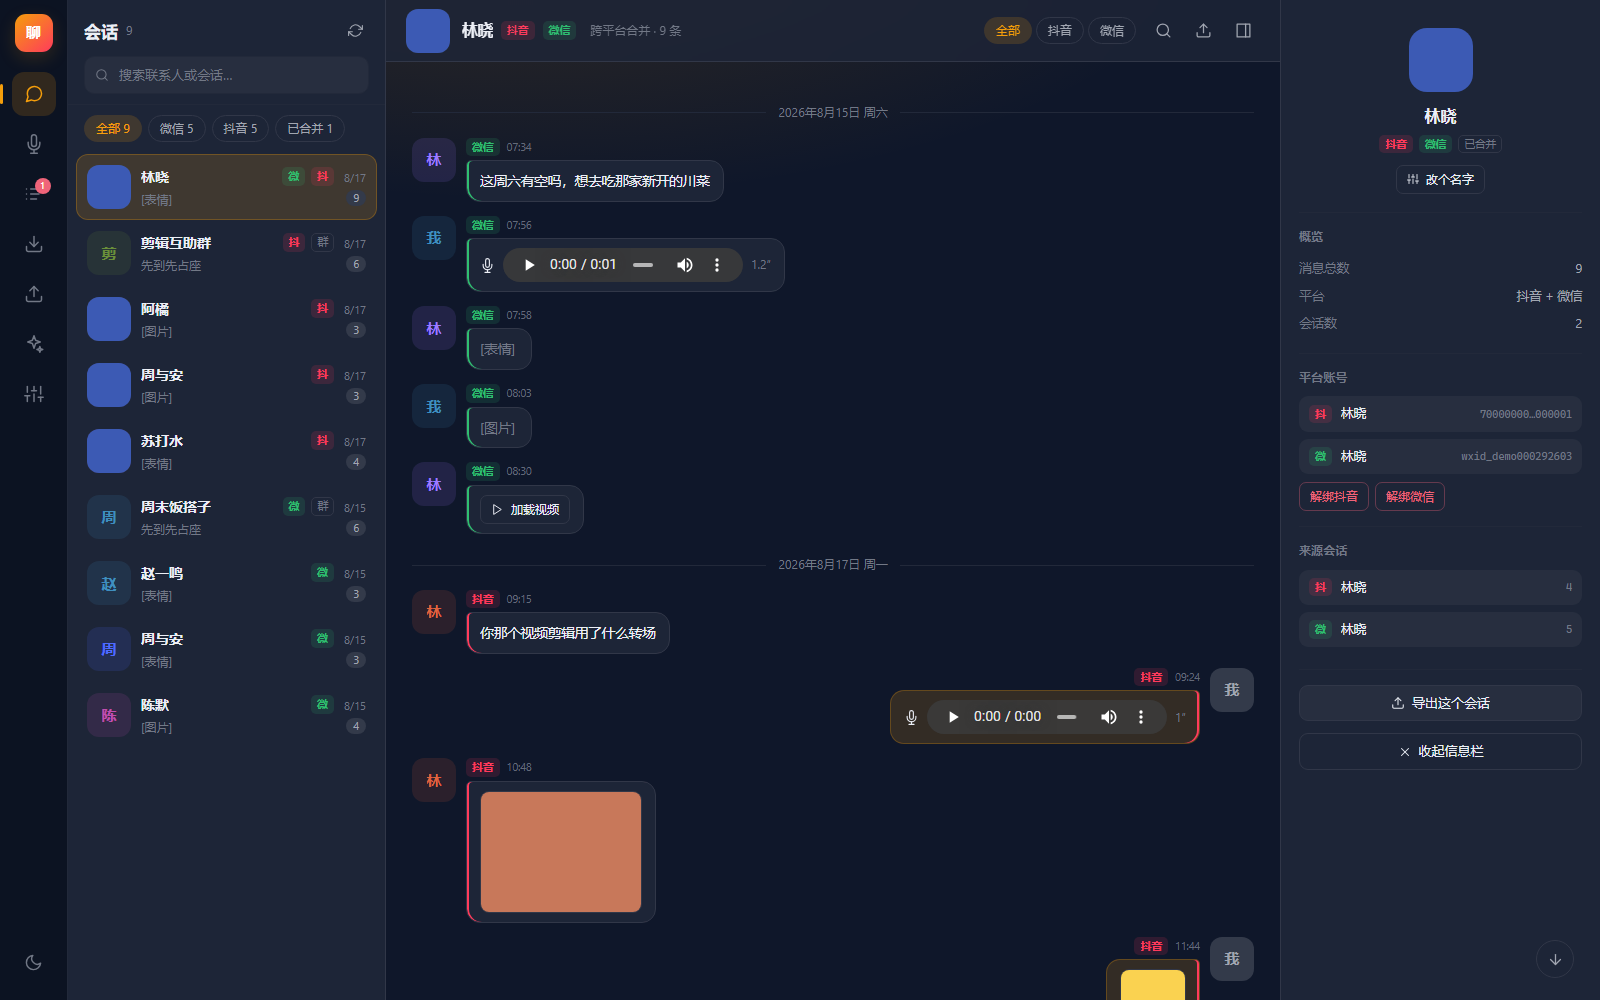 聊
1
会话 9
搜索联系人或会话...
全部 9 微信 5 抖音 5 已合并 1
林晓 微 抖 8/17
[表情] 9
剪 剪辑互助群 抖 群 8/17
先到先占座 6
阿橘 抖 8/17
[图片] 3
周与安 抖 8/17
[图片] 3
苏打水 抖 8/17
[表情] 4
周 周末饭搭子 微 群 8/15
先到先占座 6
赵 赵一鸣 微 8/15
[表情] 3
周 周与安 微 8/15
[表情] 3
陈 陈默 微 8/15
[图片] 4
林晓 抖音 微信 跨平台合并 · 9 条
全部 抖音 微信
2026年8月15日 周六
林 微信 07:34
这周六有空吗，想去吃那家新开的川菜
我 微信 07:56
0:00 / 0:01 1.2"
林 微信 07:58
[表情]
我 微信 08:03
[图片]
林 微信 08:30
加载视频
2026年8月17日 周一
林 抖音 09:15
你那个视频剪辑用了什么转场
抖音 09:24 我
0:00 / 0:00 1"
林 抖音 10:48
抖音 11:44 我
林晓
抖音 微信 已合并
改个名字
概览
消息总数 9
平台 抖音 + 微信
会话数 2
平台账号
抖 林晓 70000000…000001
微 林晓 wxid_demo000292603
解绑抖音 解绑微信
来源会话
抖 林晓 4
微 林晓 5
导出这个会话
收起信息栏